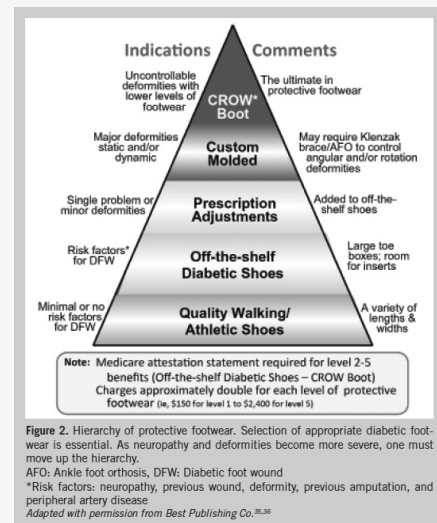 Indications Comments
Uncontrollable
deformities with
lower levels of
footwear
CROW*
Boot
The ultimate in
protective footwear
Major deformities
static and/or
dynamic
Custom
Molded
May require Klenzak
brace/AFO to control
angular and/or rotation
deformities
Single problem or
minor deformities
Prescription
Adjustments
Added to off-the-
shelf shoes
Risk factors*
for DFW
Off-the-shelf
Diabetic Shoes
Large toe
boxes; room
for inserts
Minimal or no
risk factors
for DFW
Quality Walking/
Athletic Shoes
A variety of
lengths &
widths
Note: Medicare attestation statement required for level 2-5
benefits (Off-the-shelf Diabetic Shoes – CROW Boot)
Charges approximately double for each level of protective
footwear (ie, $150 for level 1 to $2,400 for level 5)
Figure 2. Hierarchy of protective footwear. Selection of appropriate diabetic foot-
wear is essential. As neuropathy and deformities become more severe, one must
move up the hierarchy.
AFO: Ankle foot orthosis, DFW: Diabetic foot wound
*Risk factors: neuropathy, previous wound, deformity, previous amputation, and
peripheral artery disease
Adapted with permission from Best Publishing Co.35,36